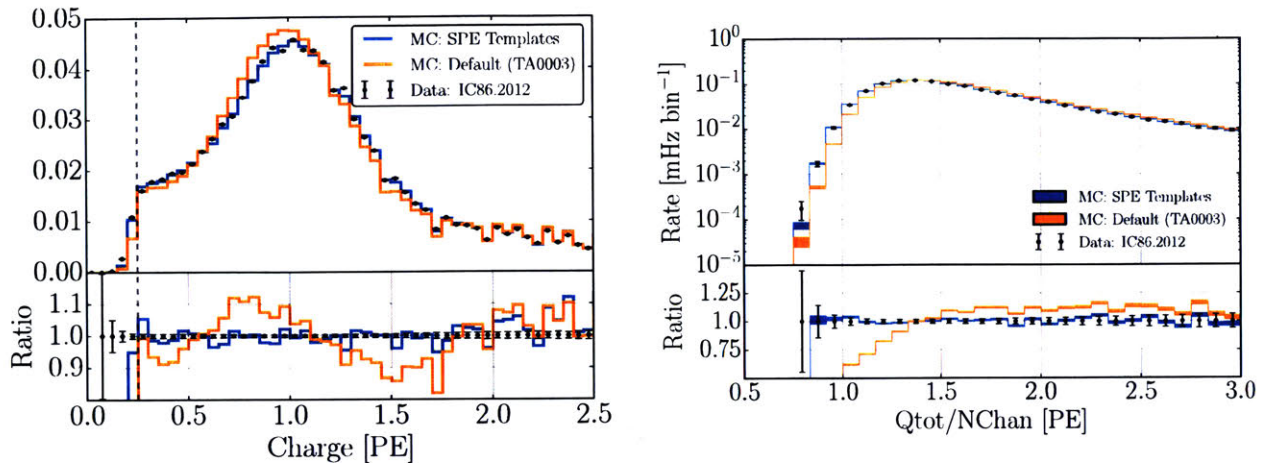 0.05
0.04
0.03
0.02
0.01
0.00
MC: SPE Templates
MC: Default (TA0003)
Data: IC86.2012
Ratio
1.1
1.0
0.9
0.0 0.5 1.0 1.5 2.0 2.5
Charge [PE]
Rate [mHz bin⁻¹]
10⁰
10⁻¹
10⁻²
10⁻³
10⁻⁴
10⁻⁵
MC: SPE Templates
MC: Default (TA0003)
Data: IC86.2012
Ratio
1.25
1.00
0.75
0.5 1.0 1.5 2.0 2.5 3.0
Qtot/NChan [PE]